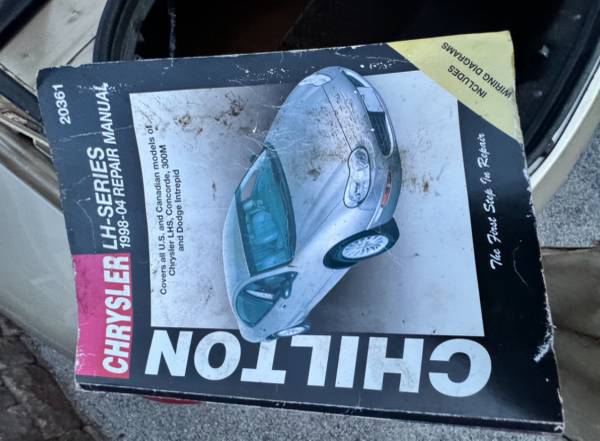 CHILTON
CHRYSLER
LH-SERIES
1998-04 REPAIR MANUAL
20361
Covers all U.S. and Canadian models of
Chrysler LHS, Concorde, 300M
and Dodge Intrepid
INCLUDES
WIRING DIAGRAMS
The First Step In Repair